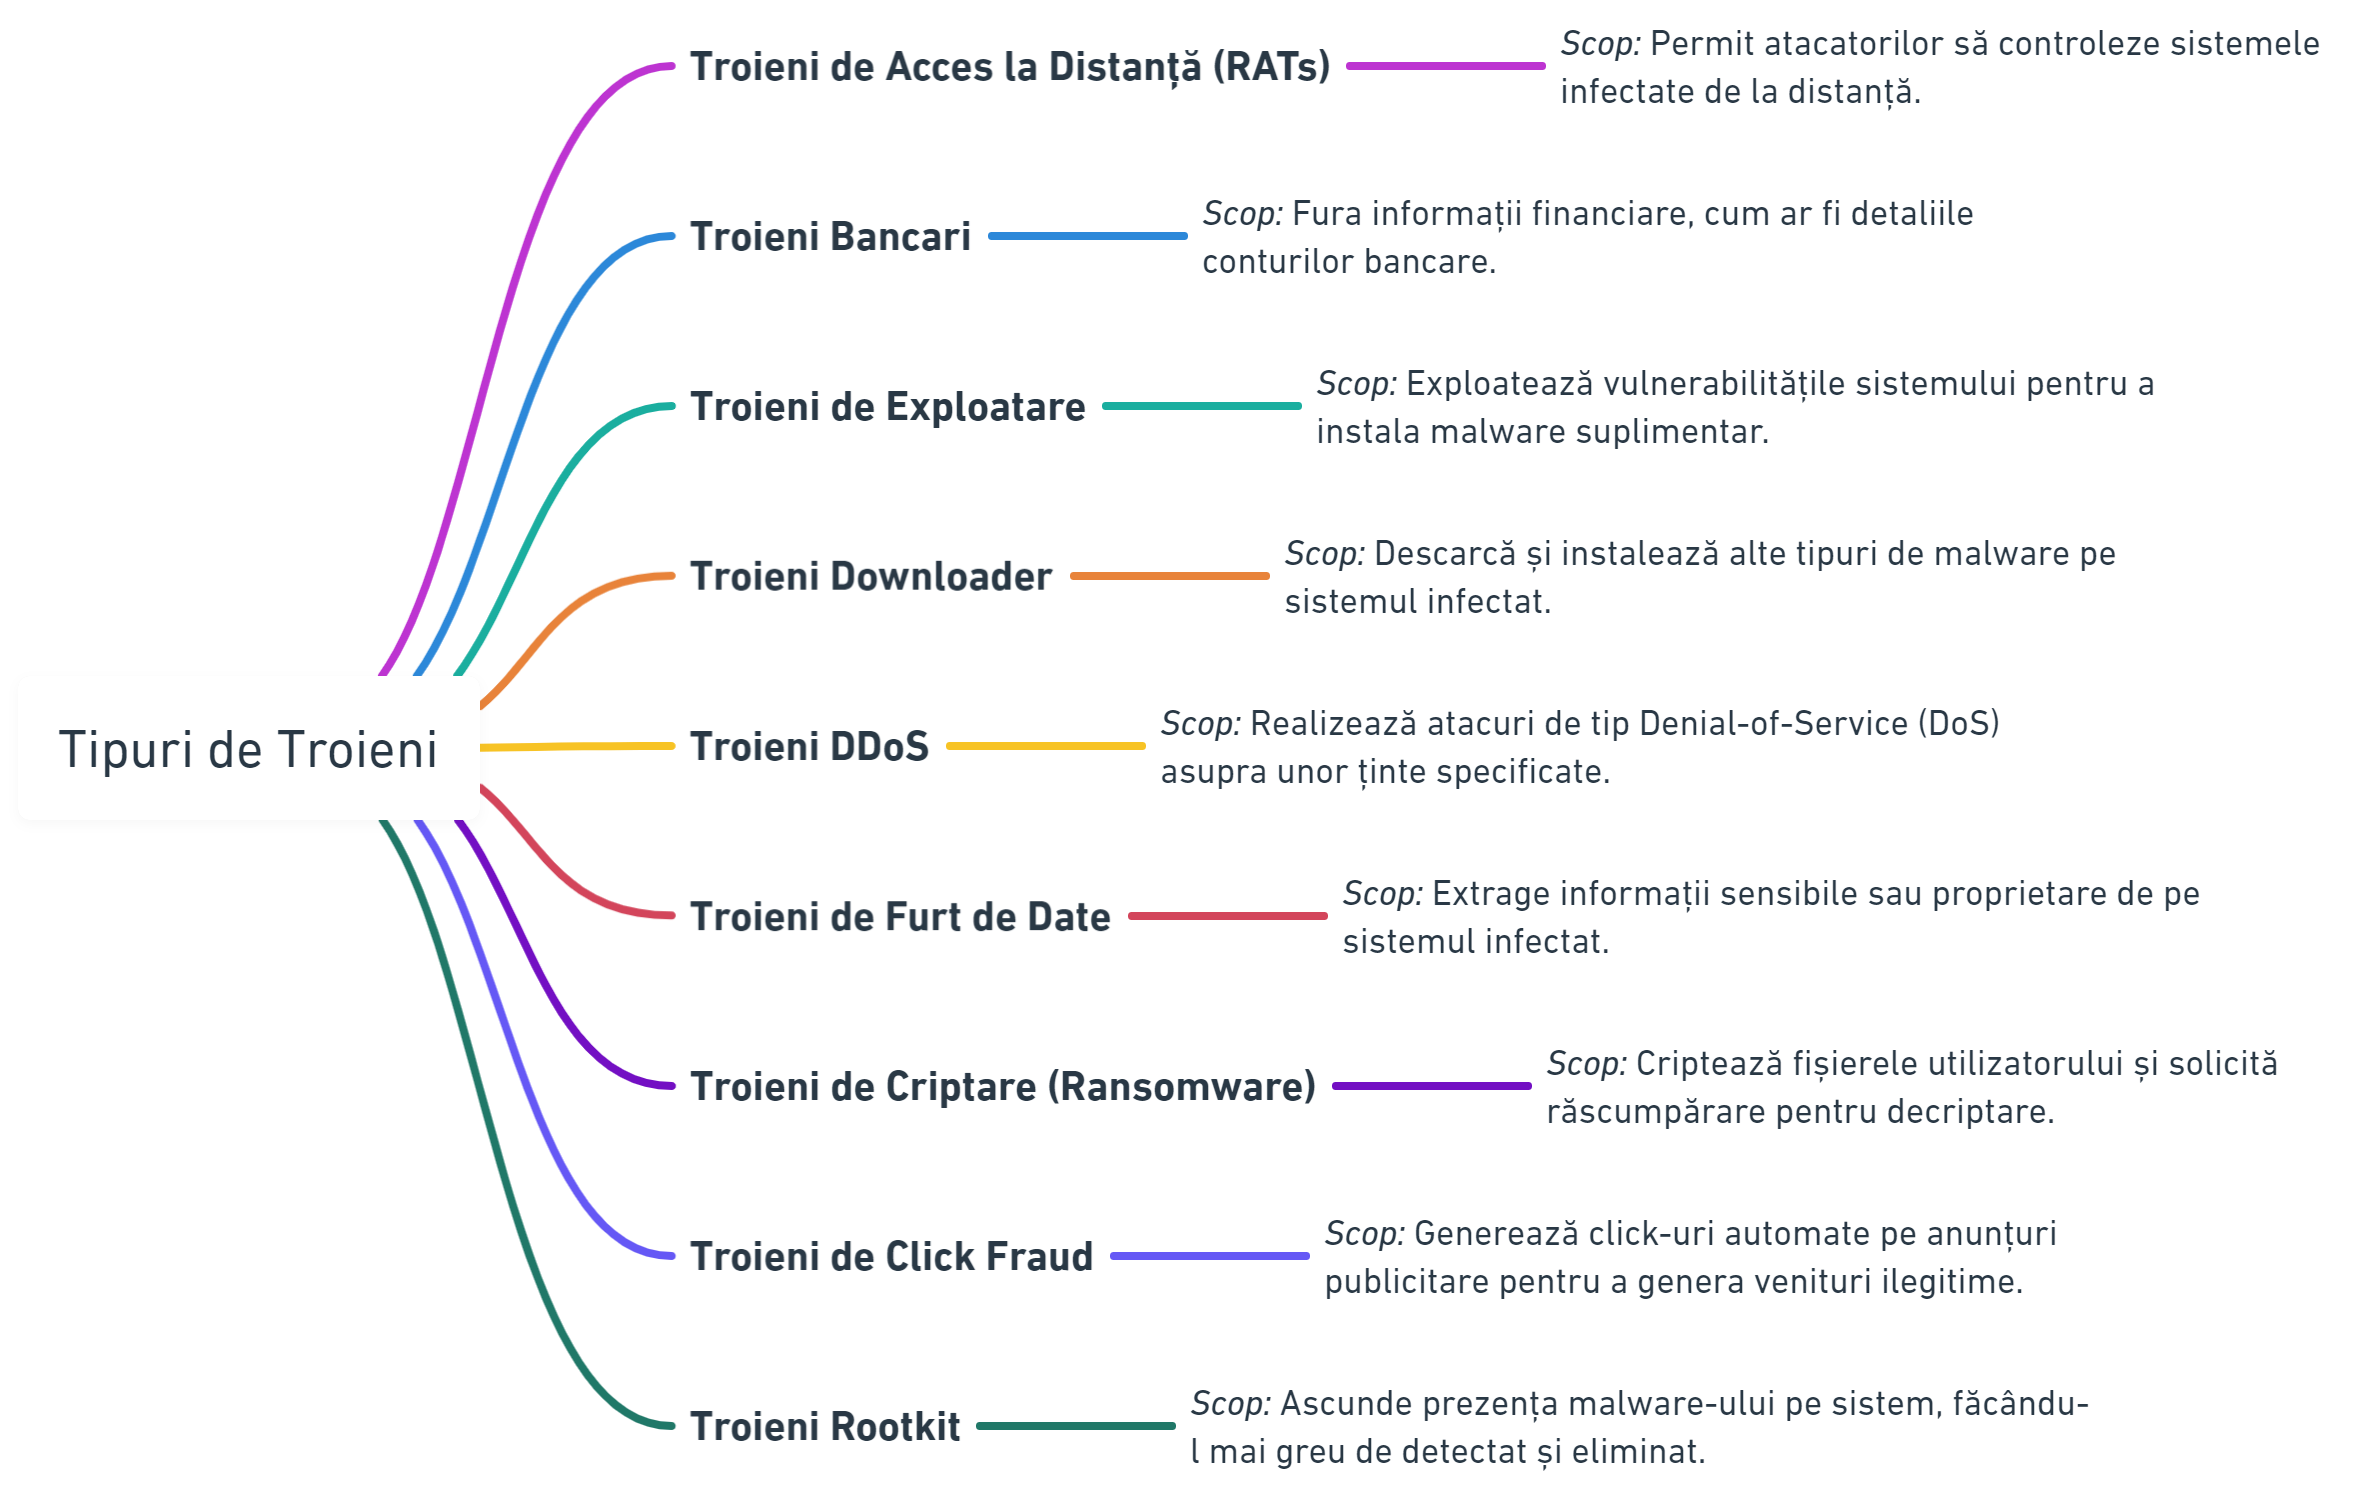 Tipuri de Troieni
Troieni de Acces la Distanță (RATs)
Scop: Permit atacatorilor să controleze sistemele
infectate de la distanță.
Troieni Bancari
Scop: Fura informații financiare, cum ar fi detaliile
conturilor bancare.
Troieni de Exploatare
Scop: Exploatează vulnerabilitățile sistemului pentru a
instala malware suplimentar.
Troieni Downloader
Scop: Descarcă și instalează alte tipuri de malware pe
sistemul infectat.
Troieni DDoS
Scop: Realizează atacuri de tip Denial-of-Service (DoS)
asupra unor ținte specificate.
Troieni de Furt de Date
Scop: Extrage informații sensibile sau proprietare de pe
sistemul infectat.
Troieni de Criptare (Ransomware)
Scop: Criptează fișierele utilizatorului și solicită
răscumpărare pentru decriptare.
Troieni de Click Fraud
Scop: Generează click-uri automate pe anunțuri
publicitare pentru a genera venituri ilegitime.
Troieni Rootkit
Scop: Ascunde prezența malware-ului pe sistem, făcându-
l mai greu de detectat și eliminat.